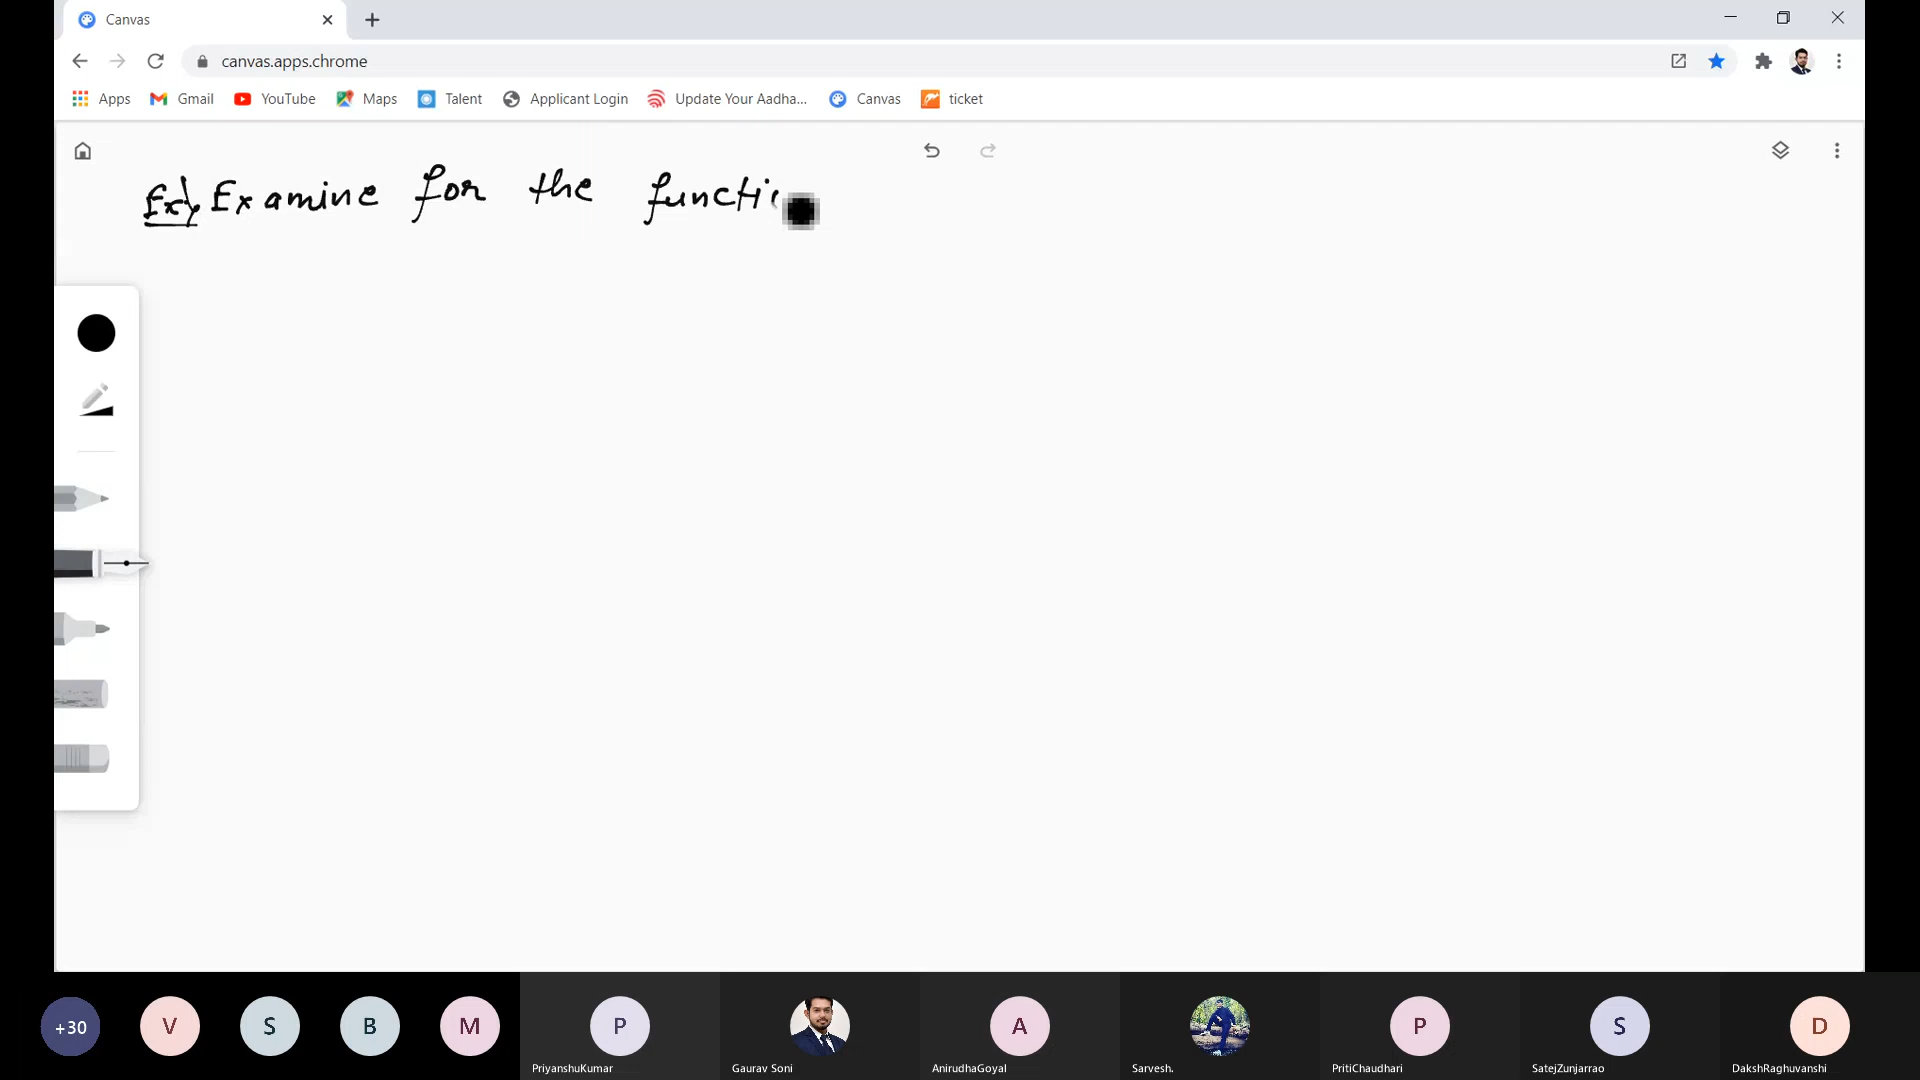 Canvas
canvas.apps.chrome
Apps Gmail YouTube Maps Talent Applicant Login Update Your Aadha... Canvas ticket
Ex) Examine for the functi
+30 V S B M P A P S D
PriyanshuKumar Gaurav Soni AnirudhaGoyal Sarvesh. PritiChaudhari SatejZunjarrao DakshRaghuvanshi